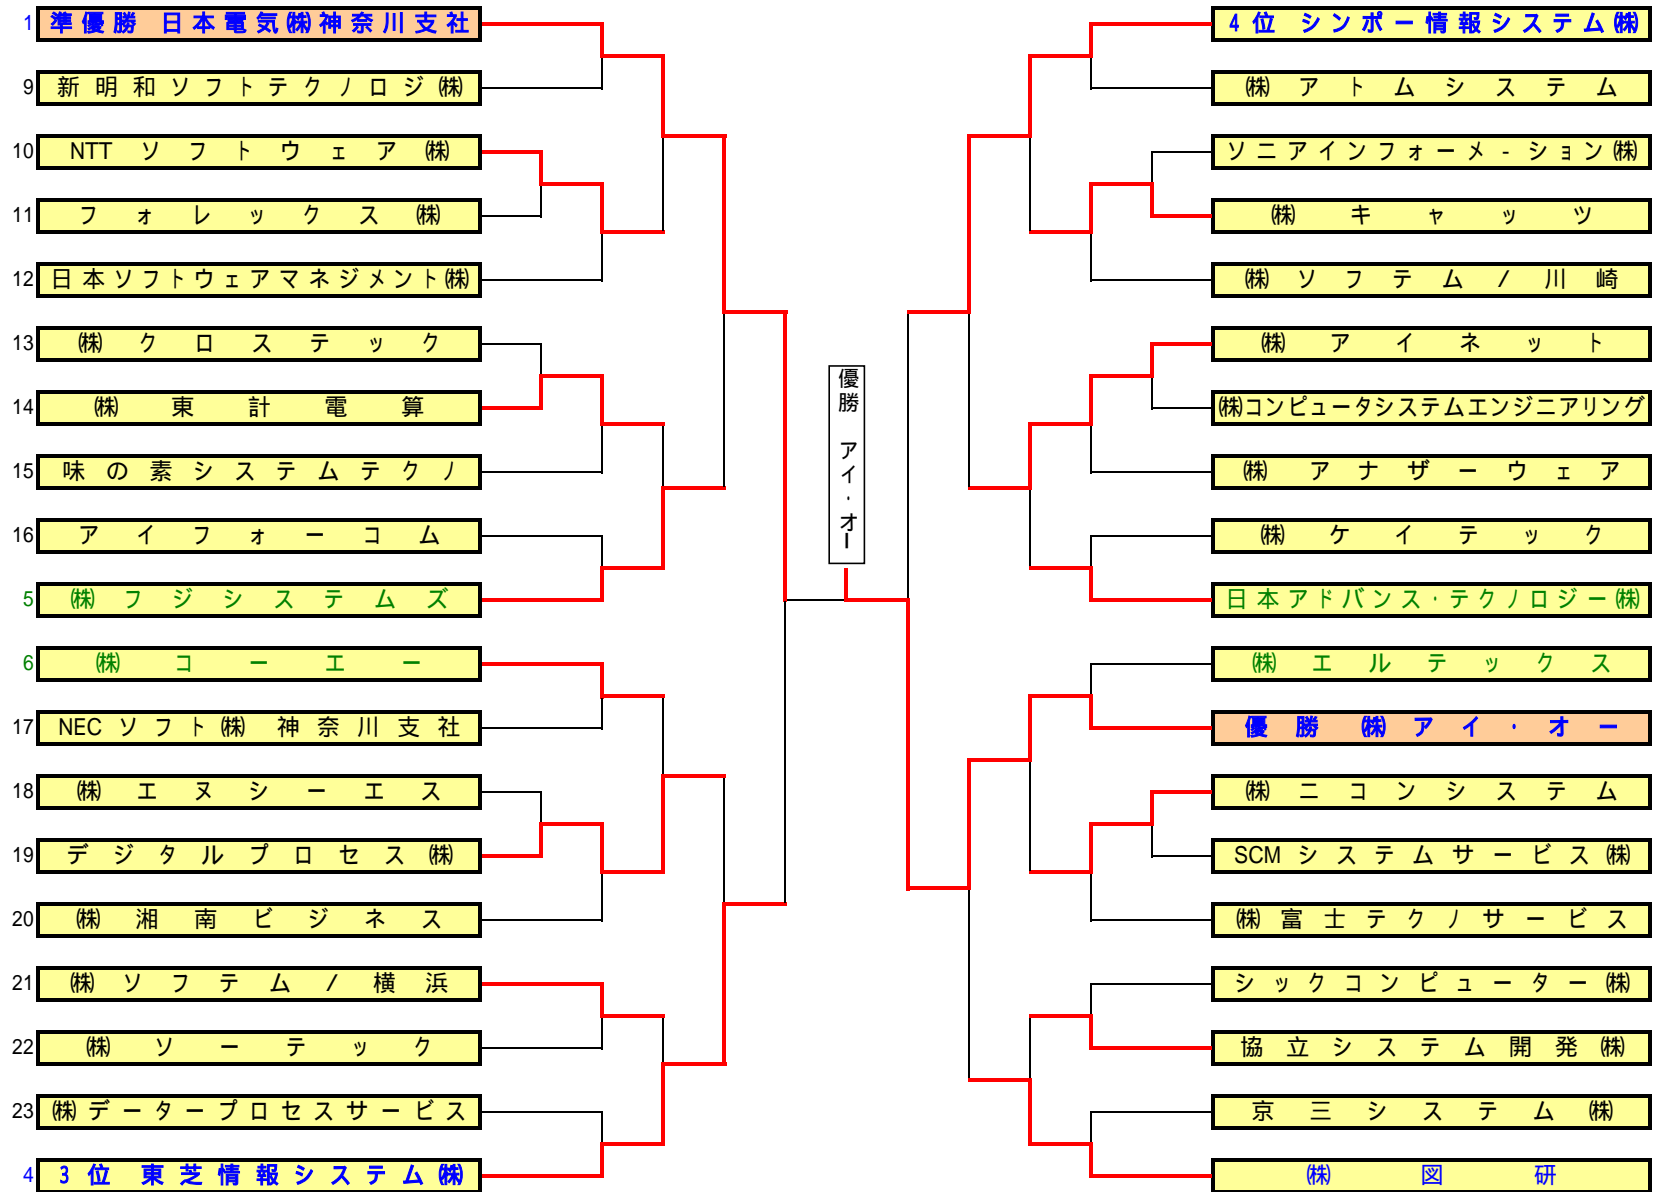 1 準優勝 日本電気㈱神奈川支社
9 新明和ソフトテクノロジ㈱
10 NTTソフトウェア㈱
11 フォレックス㈱
12 日本ソフトウェアマネジメント㈱
13 ㈱クロステック
14 ㈱東計電算
15 味の素システムテクノ
16 アイフォーコム
5 ㈱フジシステムズ
6 ㈱コーエー
17 NECソフト㈱ 神奈川支社
18 ㈱エヌシーエス
19 デジタルプロセス㈱
20 ㈱湘南ビジネス
21 ㈱ソフテム/横浜
22 ㈱ソーテック
23 ㈱データープロセスサービス
4 3位 東芝情報システム㈱
優勝 アイ・オー
4位 シンポー情報システム㈱
㈱アトムシステム
ソニアインフォーメ-ション㈱
㈱キャッツ
㈱ソフテム/川崎
㈱アイネット
㈱コンピュータシステムエンジニアリング
㈱アナザーウェア
㈱ケイテック
日本アドバンス・テクノロジー㈱
㈱エルテックス
優勝 ㈱アイ・オー
㈱ニコンシステム
SCMシステムサービス㈱
㈱富士テクノサービス
シックコンピューター㈱
協立システム開発㈱
京三システム㈱
㈱図研